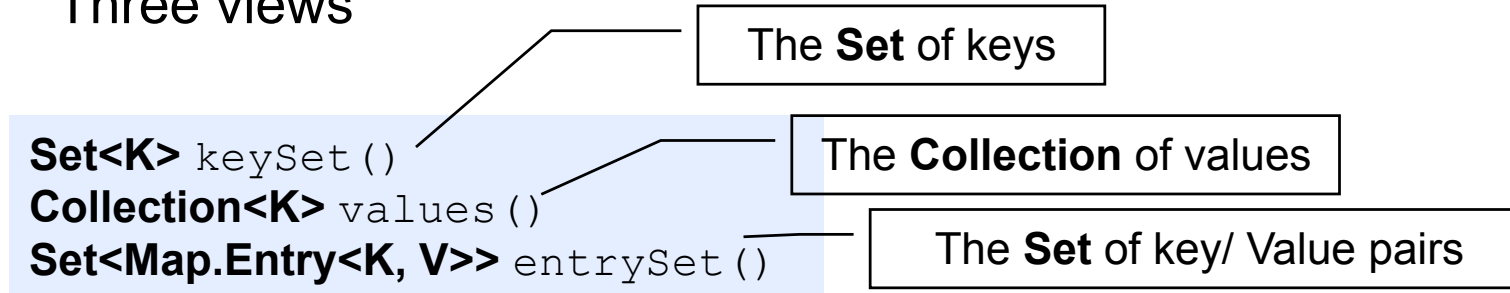 Three views
The Set of keys
Set<K> keySet()
The Collection of values
Collection<K> values()
Set<Map.Entry<K, V>> entrySet()
The Set of key/ Value pairs